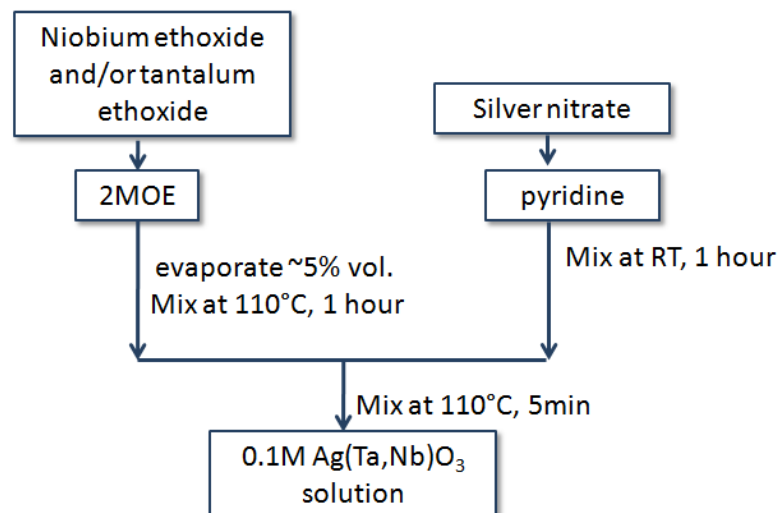 Niobium ethoxide
and/or tantalum
ethoxide
Silver nitrate
2MOE
pyridine
evaporate ~5% vol.
Mix at 110°C, 1 hour
Mix at RT, 1 hour
Mix at 110°C, 5min
0.1M Ag(Ta,Nb)O₃
solution